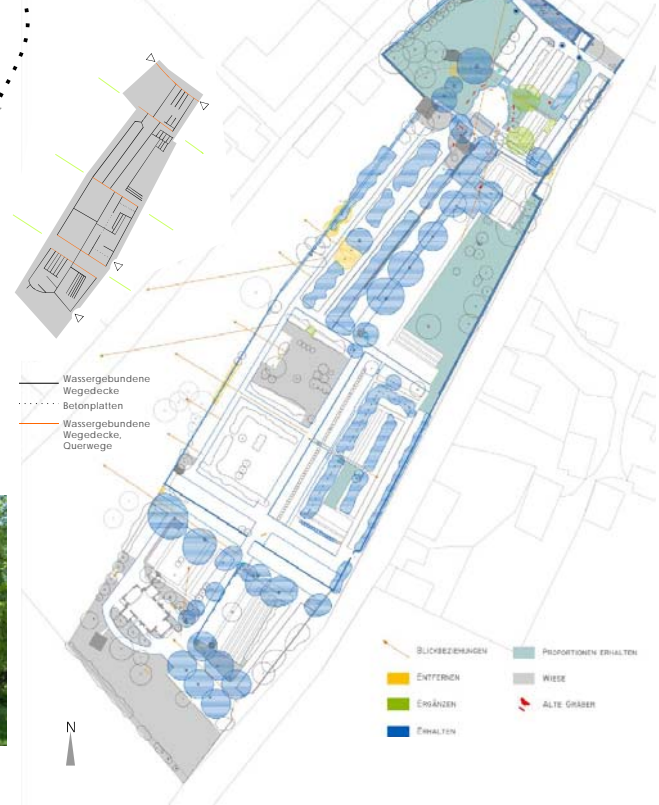 Wassergebundene
Wegedecke
Betonplatten
Wassergebundene
Wegedecke,
Querwege
N
BLICKBEZIEHUNGEN
ENTFERNEN
ERGÄNZEN
ERHALTEN
PROPORTIONEN ERHALTEN
WIESE
ALTE GRÄBER